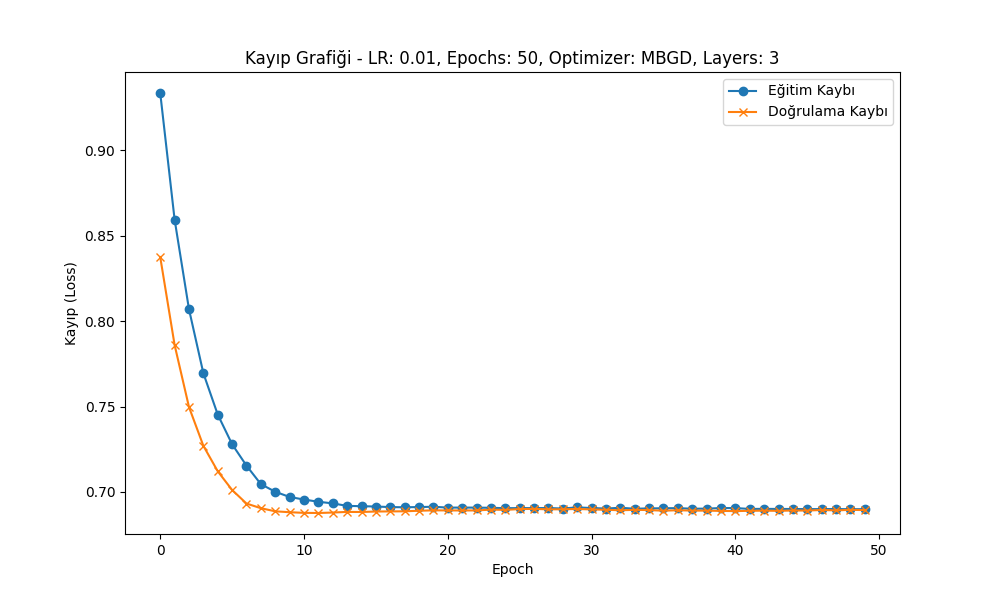 Kayıp Grafiği - LR: 0.01, Epochs: 50, Optimizer: MBGD, Layers: 3
Eğitim Kaybı
Doğrulama Kaybı
Kayıp (Loss)
0.90
0.85
0.80
0.75
0.70
0
10
20
30
40
50
Epoch